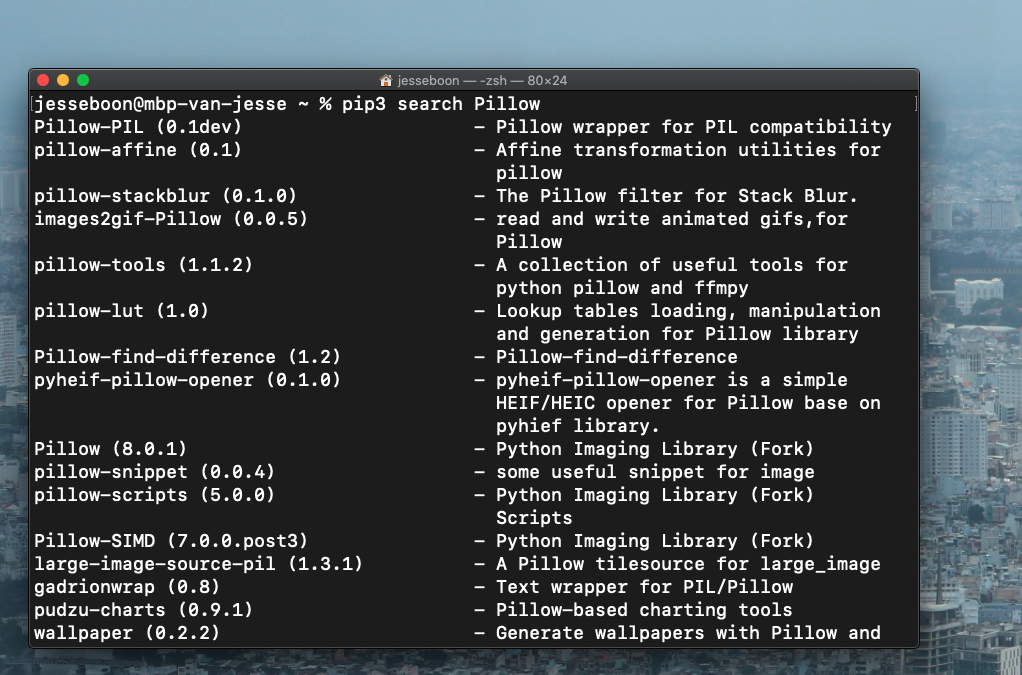 jesseboon — -zsh — 80×24
[jesseboon@mbp-van-jesse ~ % pip3 search Pillow ]
Pillow-PIL (0.1dev) - Pillow wrapper for PIL compatibility
pillow-affine (0.1) - Affine transformation utilities for
pillow
pillow-stackblur (0.1.0) - The Pillow filter for Stack Blur.
images2gif-Pillow (0.0.5) - read and write animated gifs,for
Pillow
pillow-tools (1.1.2) - A collection of useful tools for
python pillow and ffmpy
pillow-lut (1.0) - Lookup tables loading, manipulation
and generation for Pillow library
Pillow-find-difference (1.2) - Pillow-find-difference
pyheif-pillow-opener (0.1.0) - pyheif-pillow-opener is a simple
HEIF/HEIC opener for Pillow base on
pyhief library.
Pillow (8.0.1) - Python Imaging Library (Fork)
pillow-snippet (0.0.4) - some useful snippet for image
pillow-scripts (5.0.0) - Python Imaging Library (Fork)
Scripts
Pillow-SIMD (7.0.0.post3) - Python Imaging Library (Fork)
large-image-source-pil (1.3.1) - A Pillow tilesource for large_image
gadrionwrap (0.8) - Text wrapper for PIL/Pillow
pudzu-charts (0.9.1) - Pillow-based charting tools
wallpaper (0.2.2) - Generate wallpapers with Pillow and